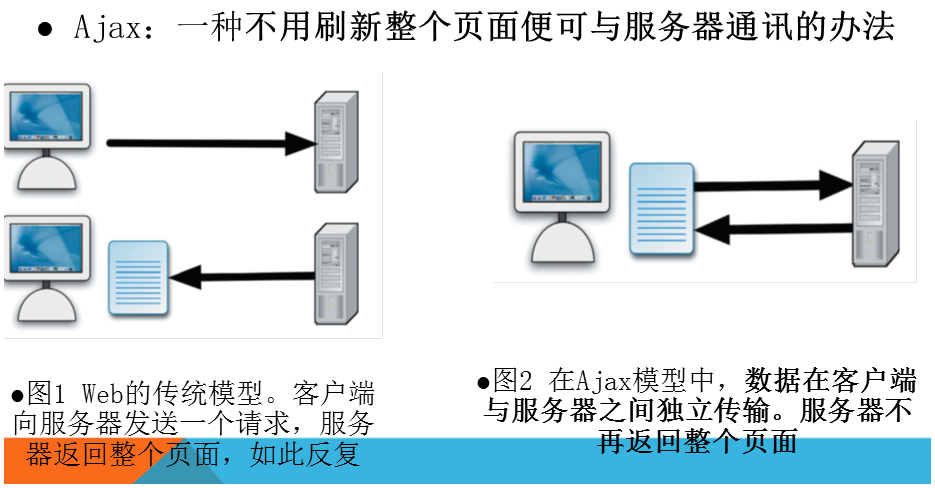 ● Ajax：一种不用刷新整个页面便可与服务器通讯的办法
●图1 Web的传统模型。客户端
向服务器发送一个请求，服务
器返回整个页面，如此反复
●图2 在Ajax模型中，数据在客户端
与服务器之间独立传输。服务器不
再返回整个页面